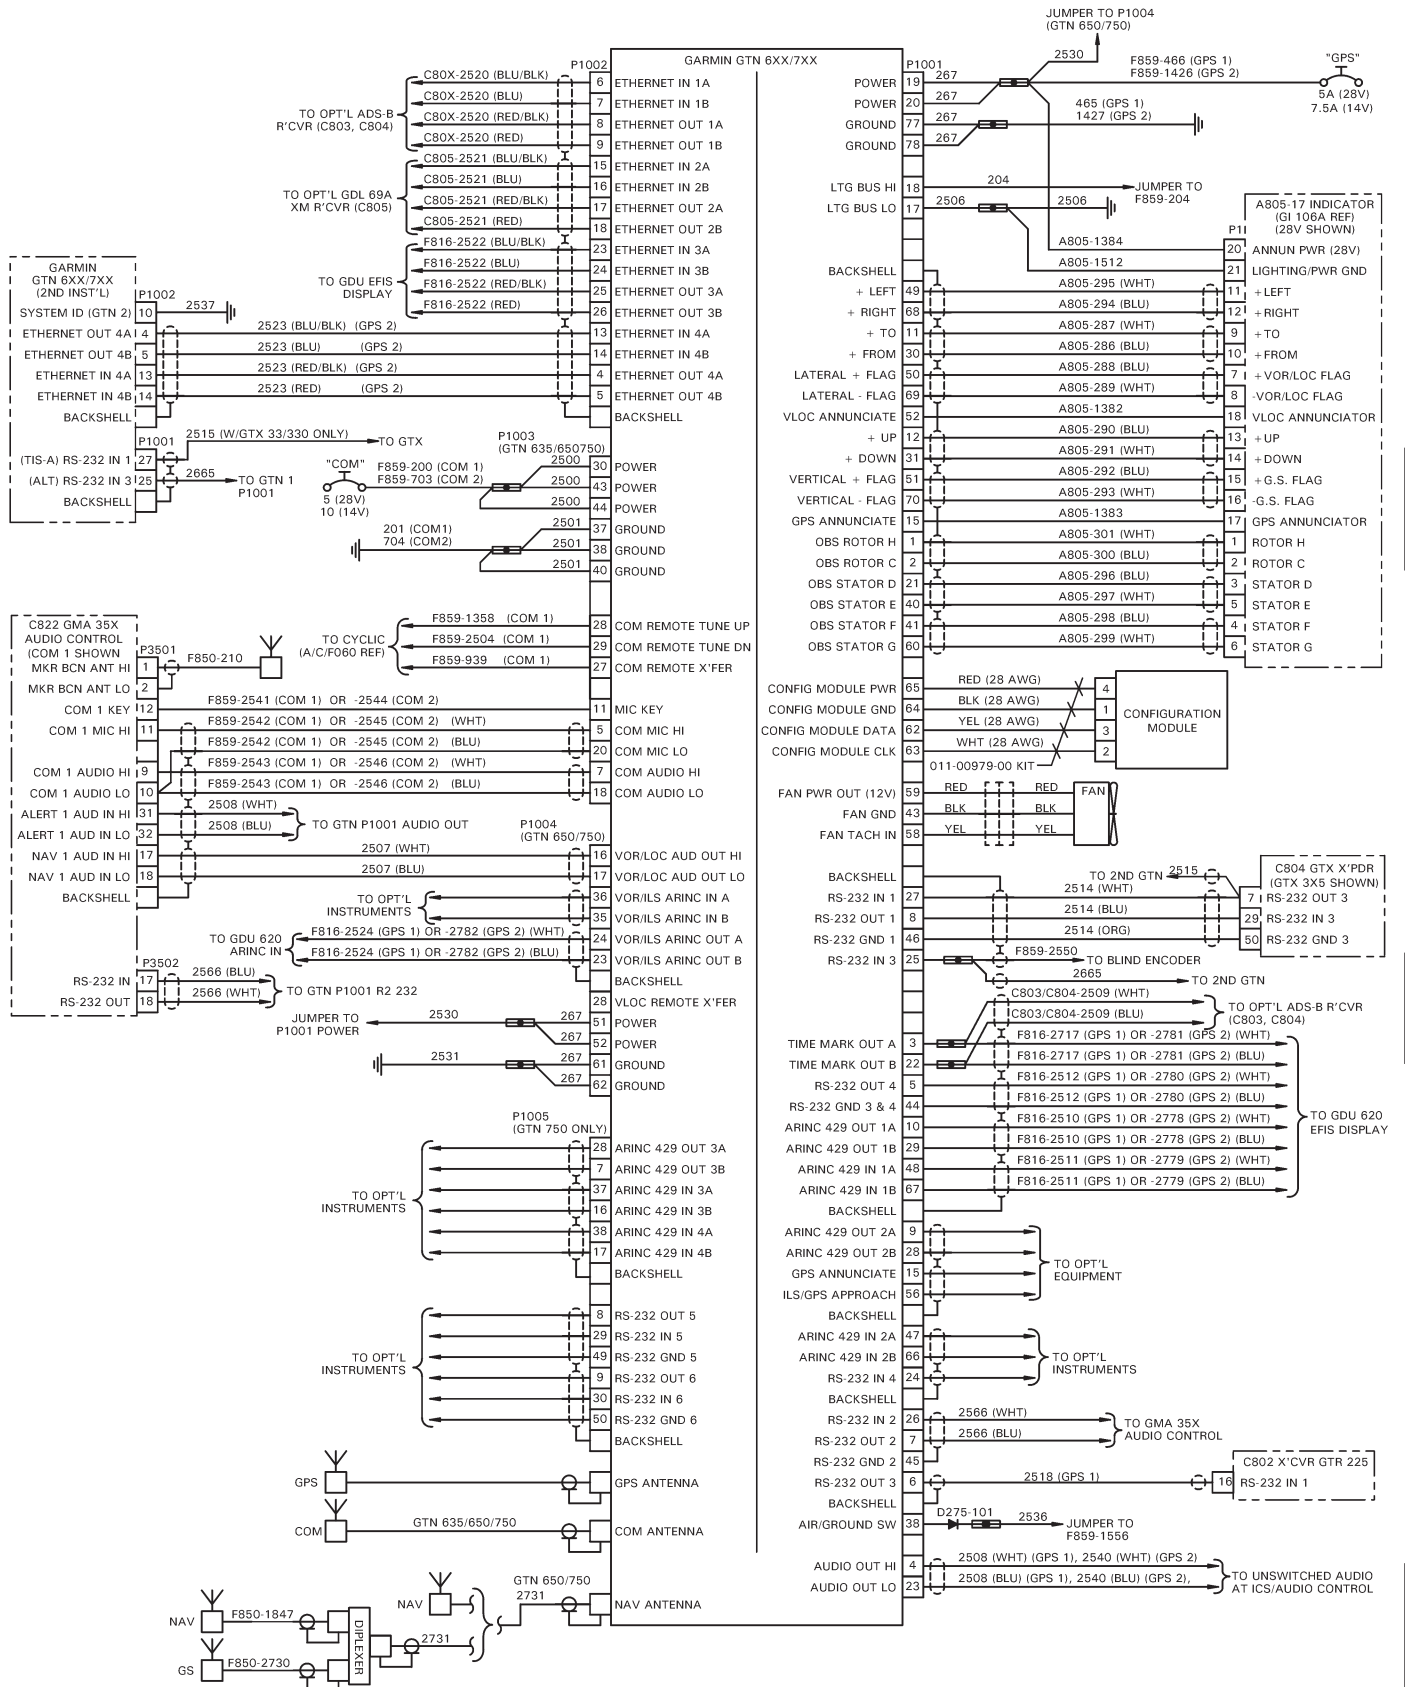 JUMPER TO P1004
(GTN 650/750)
2530
F859-466 (GPS 1)
F859-1426 (GPS 2)
"GPS"
5A (28V)
7.5A (14V)
GARMIN GTN 6XX/7XX
P1002
C80X-2520 (BLU/BLK) 6 ETHERNET IN 1A
C80X-2520 (BLU) 7 ETHERNET IN 1B
C80X-2520 (RED/BLK) 8 ETHERNET OUT 1A
C80X-2520 (RED) 9 ETHERNET OUT 1B
TO OPT'L ADS-B
R'CVR (C803, C804)
C805-2521 (BLU/BLK) 15 ETHERNET IN 2A
C805-2521 (BLU) 16 ETHERNET IN 2B
C805-2521 (RED/BLK) 17 ETHERNET OUT 2A
C805-2521 (RED) 18 ETHERNET OUT 2B
TO OPT'L GDL 69A
XM R'CVR (C805)
F816-2522 (BLU/BLK) 23 ETHERNET IN 3A
F816-2522 (BLU) 24 ETHERNET IN 3B
F816-2522 (RED/BLK) 25 ETHERNET OUT 3A
F816-2522 (RED) 26 ETHERNET OUT 3B
TO GDU EFIS
DISPLAY
GARMIN
GTN 6XX/7XX
(2ND INST'L)
P1002
SYSTEM ID (GTN 2) 10 2537
ETHERNET OUT 4A 4 2523 (BLU/BLK) (GPS 2) 13 ETHERNET IN 4A
ETHERNET OUT 4B 5 2523 (BLU) (GPS 2) 14 ETHERNET IN 4B
ETHERNET IN 4A 13 2523 (RED/BLK) (GPS 2) 4 ETHERNET OUT 4A
ETHERNET IN 4B 14 2523 (RED) (GPS 2) 5 ETHERNET OUT 4B
BACKSHELL BACKSHELL
P1001
(TIS-A) RS-232 IN 1 27 2515 (W/GTX 33/330 ONLY) TO GTX
(ALT) RS-232 IN 3 25 2665 TO GTN 1
P1001
BACKSHELL
P1003
(GTN 635/650750)
"COM"
5 (28V)
10 (14V)
F859-200 (COM 1)
F859-703 (COM 2)
2500 30 POWER
2500 43 POWER
2500 44 POWER
201 (COM1)
704 (COM2)
2501 37 GROUND
2501 38 GROUND
2501 40 GROUND
TO CYCLIC
(A/C/F060 REF)
F859-1358 (COM 1) 28 COM REMOTE TUNE UP
F859-2504 (COM 1) 29 COM REMOTE TUNE DN
F859-939 (COM 1) 27 COM REMOTE X'FER
C822 GMA 35X
AUDIO CONTROL
(COM 1 SHOWN
P3501
MKR BCN ANT HI 1 F850-210
MKR BCN ANT LO 2
COM 1 KEY 12 F859-2541 (COM 1) OR -2544 (COM 2) 11 MIC KEY
COM 1 MIC HI 11 F859-2542 (COM 1) OR -2545 (COM 2) (WHT) 5 COM MIC HI
F859-2542 (COM 1) OR -2545 (COM 2) (BLU) 20 COM MIC LO
COM 1 AUDIO HI 9 F859-2543 (COM 1) OR -2546 (COM 2) (WHT) 7 COM AUDIO HI
COM 1 AUDIO LO 10 F859-2543 (COM 1) OR -2546 (COM 2) (BLU) 18 COM AUDIO LO
ALERT 1 AUD IN HI 31 2508 (WHT)
ALERT 1 AUD IN LO 32 2508 (BLU)
TO GTN P1001 AUDIO OUT
P1004
(GTN 650/750)
NAV 1 AUD IN HI 17 2507 (WHT) 16 VOR/LOC AUD OUT HI
NAV 1 AUD IN LO 18 2507 (BLU) 17 VOR/LOC AUD OUT LO
BACKSHELL
TO OPT'L
INSTRUMENTS
36 VOR/ILS ARINC IN A
35 VOR/ILS ARINC IN B
TO GDU 620
ARINC IN
F816-2524 (GPS 1) OR -2782 (GPS 2) (WHT) 24 VOR/ILS ARINC OUT A
F816-2524 (GPS 1) OR -2782 (GPS 2) (BLU) 23 VOR/ILS ARINC OUT B
BACKSHELL
P3502
RS-232 IN 17 2566 (BLU)
RS-232 OUT 18 2566 (WHT)
TO GTN P1001 R2 232
28 VLOC REMOTE X'FER
JUMPER TO
P1001 POWER
2530 267 51 POWER
267 52 POWER
2531 267 61 GROUND
267 62 GROUND
P1005
(GTN 750 ONLY)
28 ARINC 429 OUT 3A
7 ARINC 429 OUT 3B
37 ARINC 429 IN 3A
16 ARINC 429 IN 3B
38 ARINC 429 IN 4A
17 ARINC 429 IN 4B
BACKSHELL
TO OPT'L
INSTRUMENTS
8 RS-232 OUT 5
29 RS-232 IN 5
49 RS-232 GND 5
9 RS-232 OUT 6
30 RS-232 IN 6
50 RS-232 GND 6
BACKSHELL
TO OPT'L
INSTRUMENTS
GPS GPS ANTENNA
COM GTN 635/650/750 COM ANTENNA
GTN 650/750
NAV 2731 NAV ANTENNA
NAV F850-1847
DIPLEXER
2731
GS F850-2730
P1001
POWER 19 267
POWER 20 267
GROUND 77 267
GROUND 78 267
465 (GPS 1)
1427 (GPS 2)
LTG BUS HI 18 204 JUMPER TO
F859-204
LTG BUS LO 17 2506 2506
A805-17 INDICATOR
(GI 106A REF)
(28V SHOWN)
P1
A805-1384 20 ANNUN PWR (28V)
BACKSHELL A805-1512 21 LIGHTING/PWR GND
+ LEFT 49 A805-295 (WHT) 11 +LEFT
+ RIGHT 68 A805-294 (BLU) 12 +RIGHT
+ TO 11 A805-287 (WHT) 9 +TO
+ FROM 30 A805-286 (BLU) 10 +FROM
LATERAL + FLAG 50 A805-288 (BLU) 7 +VOR/LOC FLAG
LATERAL - FLAG 69 A805-289 (WHT) 8 -VOR/LOC FLAG
VLOC ANNUNCIATE 52 A805-1382 18 VLOC ANNUNCIATOR
+ UP 12 A805-290 (BLU) 13 +UP
+ DOWN 31 A805-291 (WHT) 14 +DOWN
VERTICAL + FLAG 51 A805-292 (BLU) 15 +G.S. FLAG
VERTICAL - FLAG 70 A805-293 (WHT) 16 -G.S. FLAG
GPS ANNUNCIATE 15 A805-1383 17 GPS ANNUNCIATOR
OBS ROTOR H 1 A805-301 (WHT) 1 ROTOR H
OBS ROTOR C 2 A805-300 (BLU) 2 ROTOR C
OBS STATOR D 21 A805-296 (BLU) 3 STATOR D
OBS STATOR E 40 A805-297 (WHT) 5 STATOR E
OBS STATOR F 41 A805-298 (BLU) 4 STATOR F
OBS STATOR G 60 A805-299 (WHT) 6 STATOR G
CONFIG MODULE PWR 65 RED (28 AWG) 4
CONFIG MODULE GND 64 BLK (28 AWG) 1
CONFIG MODULE DATA 62 YEL (28 AWG) 3
CONFIG MODULE CLK 63 WHT (28 AWG) 2
CONFIGURATION
MODULE
011-00979-00 KIT
FAN PWR OUT (12V) 59 RED RED FAN
FAN GND 43 BLK BLK
FAN TACH IN 58 YEL YEL
C804 GTX X'PDR
(GTX 3X5 SHOWN)
BACKSHELL TO 2ND GTN 2515
RS-232 IN 1 27 2514 (WHT) 7 RS-232 OUT 3
RS-232 OUT 1 8 2514 (BLU) 29 RS-232 IN 3
RS-232 GND 1 46 2514 (ORG) 50 RS-232 GND 3
RS-232 IN 3 25 F859-2550 TO BLIND ENCODER
2665 TO 2ND GTN
C803/C804-2509 (WHT)
C803/C804-2509 (BLU)
TO OPT'L ADS-B R'CVR
(C803, C804)
TIME MARK OUT A 3 F816-2717 (GPS 1) OR -2781 (GPS 2) (WHT)
TIME MARK OUT B 22 F816-2717 (GPS 1) OR -2781 (GPS 2) (BLU)
RS-232 OUT 4 5 F816-2512 (GPS 1) OR -2780 (GPS 2) (WHT)
RS-232 GND 3 & 4 44 F816-2512 (GPS 1) OR -2780 (GPS 2) (BLU)
ARINC 429 OUT 1A 10 F816-2510 (GPS 1) OR -2778 (GPS 2) (WHT)
ARINC 429 OUT 1B 29 F816-2510 (GPS 1) OR -2778 (GPS 2) (BLU)
ARINC 429 IN 1A 48 F816-2511 (GPS 1) OR -2779 (GPS 2) (WHT)
ARINC 429 IN 1B 67 F816-2511 (GPS 1) OR -2779 (GPS 2) (BLU)
BACKSHELL
TO GDU 620
EFIS DISPLAY
ARINC 429 OUT 2A 9
ARINC 429 OUT 2B 28
GPS ANNUNCIATE 15
ILS/GPS APPROACH 56
BACKSHELL
TO OPT'L
EQUIPMENT
ARINC 429 IN 2A 47
ARINC 429 IN 2B 66
RS-232 IN 4 24
BACKSHELL
TO OPT'L
INSTRUMENTS
RS-232 IN 2 26 2566 (WHT)
RS-232 OUT 2 7 2566 (BLU)
RS-232 GND 2 45
TO GMA 35X
AUDIO CONTROL
C802 X'CVR GTR 225
RS-232 OUT 3 6 2518 (GPS 1) 16 RS-232 IN 1
BACKSHELL
AIR/GROUND SW 38 D275-101 2536 JUMPER TO
F859-1556
AUDIO OUT HI 4 2508 (WHT) (GPS 1), 2540 (WHT) (GPS 2)
AUDIO OUT LO 23 2508 (BLU) (GPS 1), 2540 (BLU) (GPS 2),
TO UNSWITCHED AUDIO
AT ICS/AUDIO CONTROL